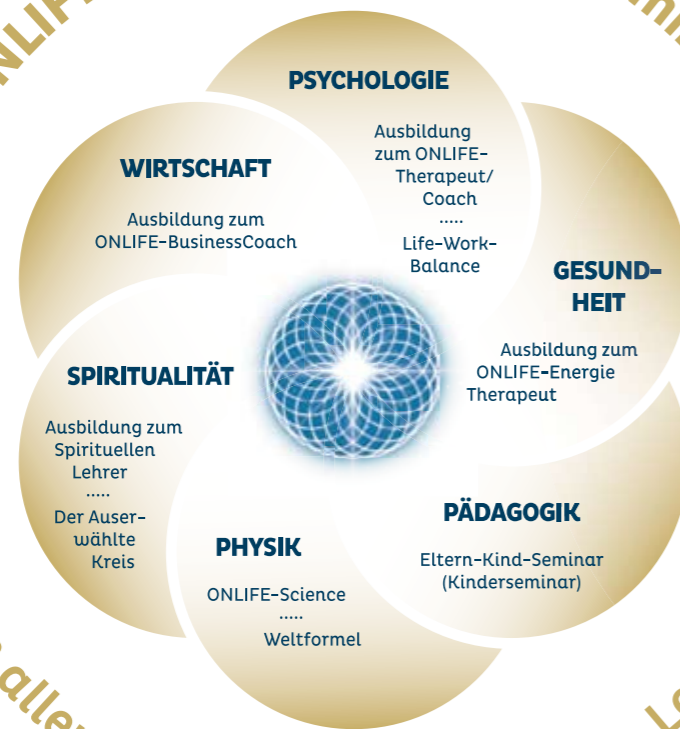 PSYCHOLOGIE
Ausbildung
zum ONLIFE-
Therapeut/
Coach
.....
Life-Work-
Balance
WIRTSCHAFT
Ausbildung zum
ONLIFE-BusinessCoach
GESUND-
HEIT
Ausbildung zum
ONLIFE-Energie
Therapeut
SPIRITUALITÄT
Ausbildung zum
Spirituellen
Lehrer
.....
Der Auser-
wählte
Kreis
PÄDAGOGIK
Eltern-Kind-Seminar
(Kinderseminar)
PHYSIK
ONLIFE-Science
.....
Weltformel